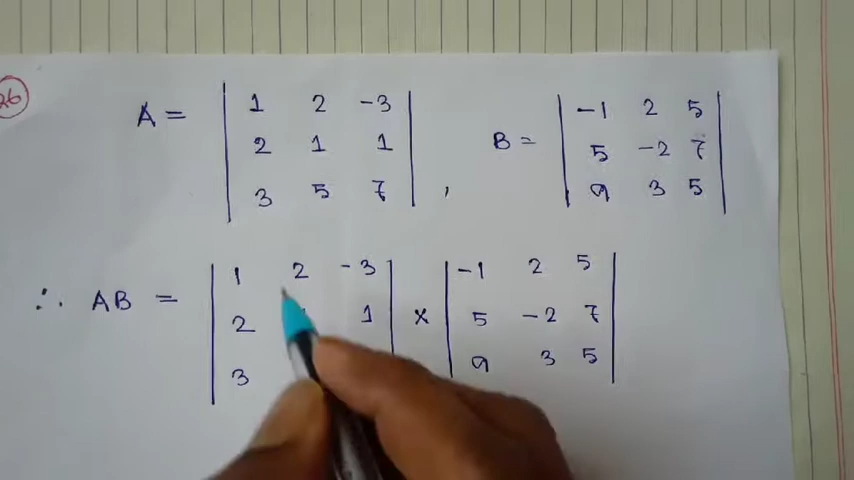 26
A = | 1 2 -3 | , B = | -1 2 5 |
| 2 1 1 | | 5 -2 7 |
| 3 5 7 | | 9 3 5 |
∴ AB = | 1 2 -3 | × | -1 2 5 |
| 2 1 | | 5 -2 7 |
| 3 | | 9 3 5 |